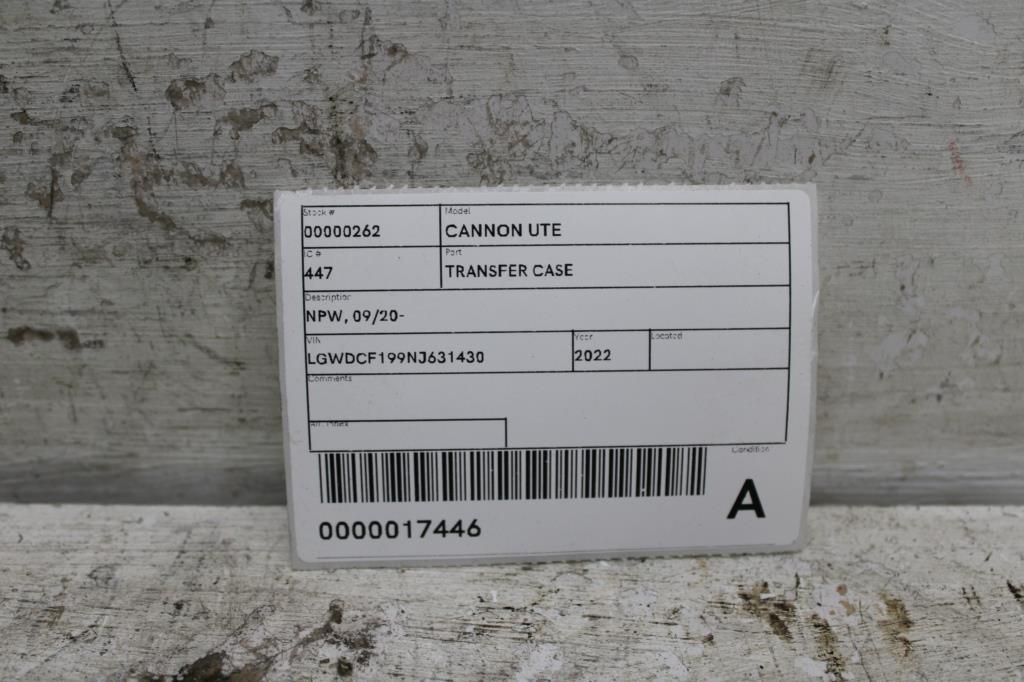 Stock # Model
00000262 CANNON UTE
IC # Part
447 TRANSFER CASE
Description
NPW, 09/20-
VIN Year Located
LGWDCF199NJ631430 2022
Comments
Condition
A
0000017446